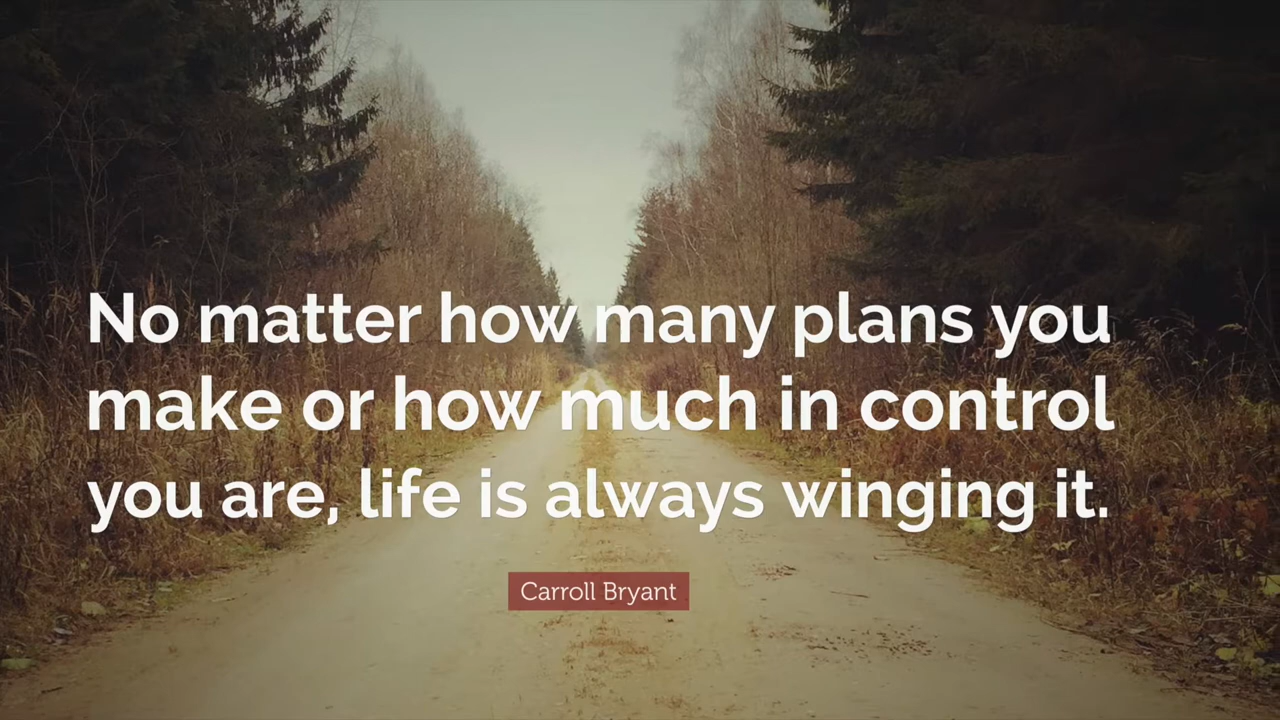 No matter how many plans you
make or how much in control
you are, life is always winging it.
Carroll Bryant